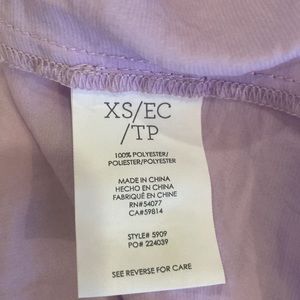 XS/EC
/TP
100% POLYESTER/
POLIESTER/POLYESTER
MADE IN CHINA
HECHO EN CHINA
FABRIQUÉ EN CHINE
RN#54077
CA#59814
STYLE# 5909
PO# 224039
SEE REVERSE FOR CARE